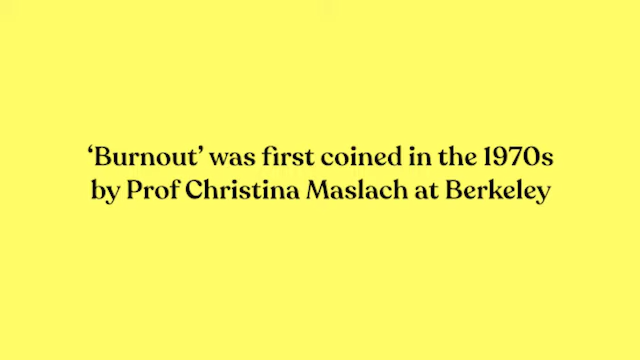 ‘Burnout’ was first coined in the 1970s
by Prof Christina Maslach at Berkeley